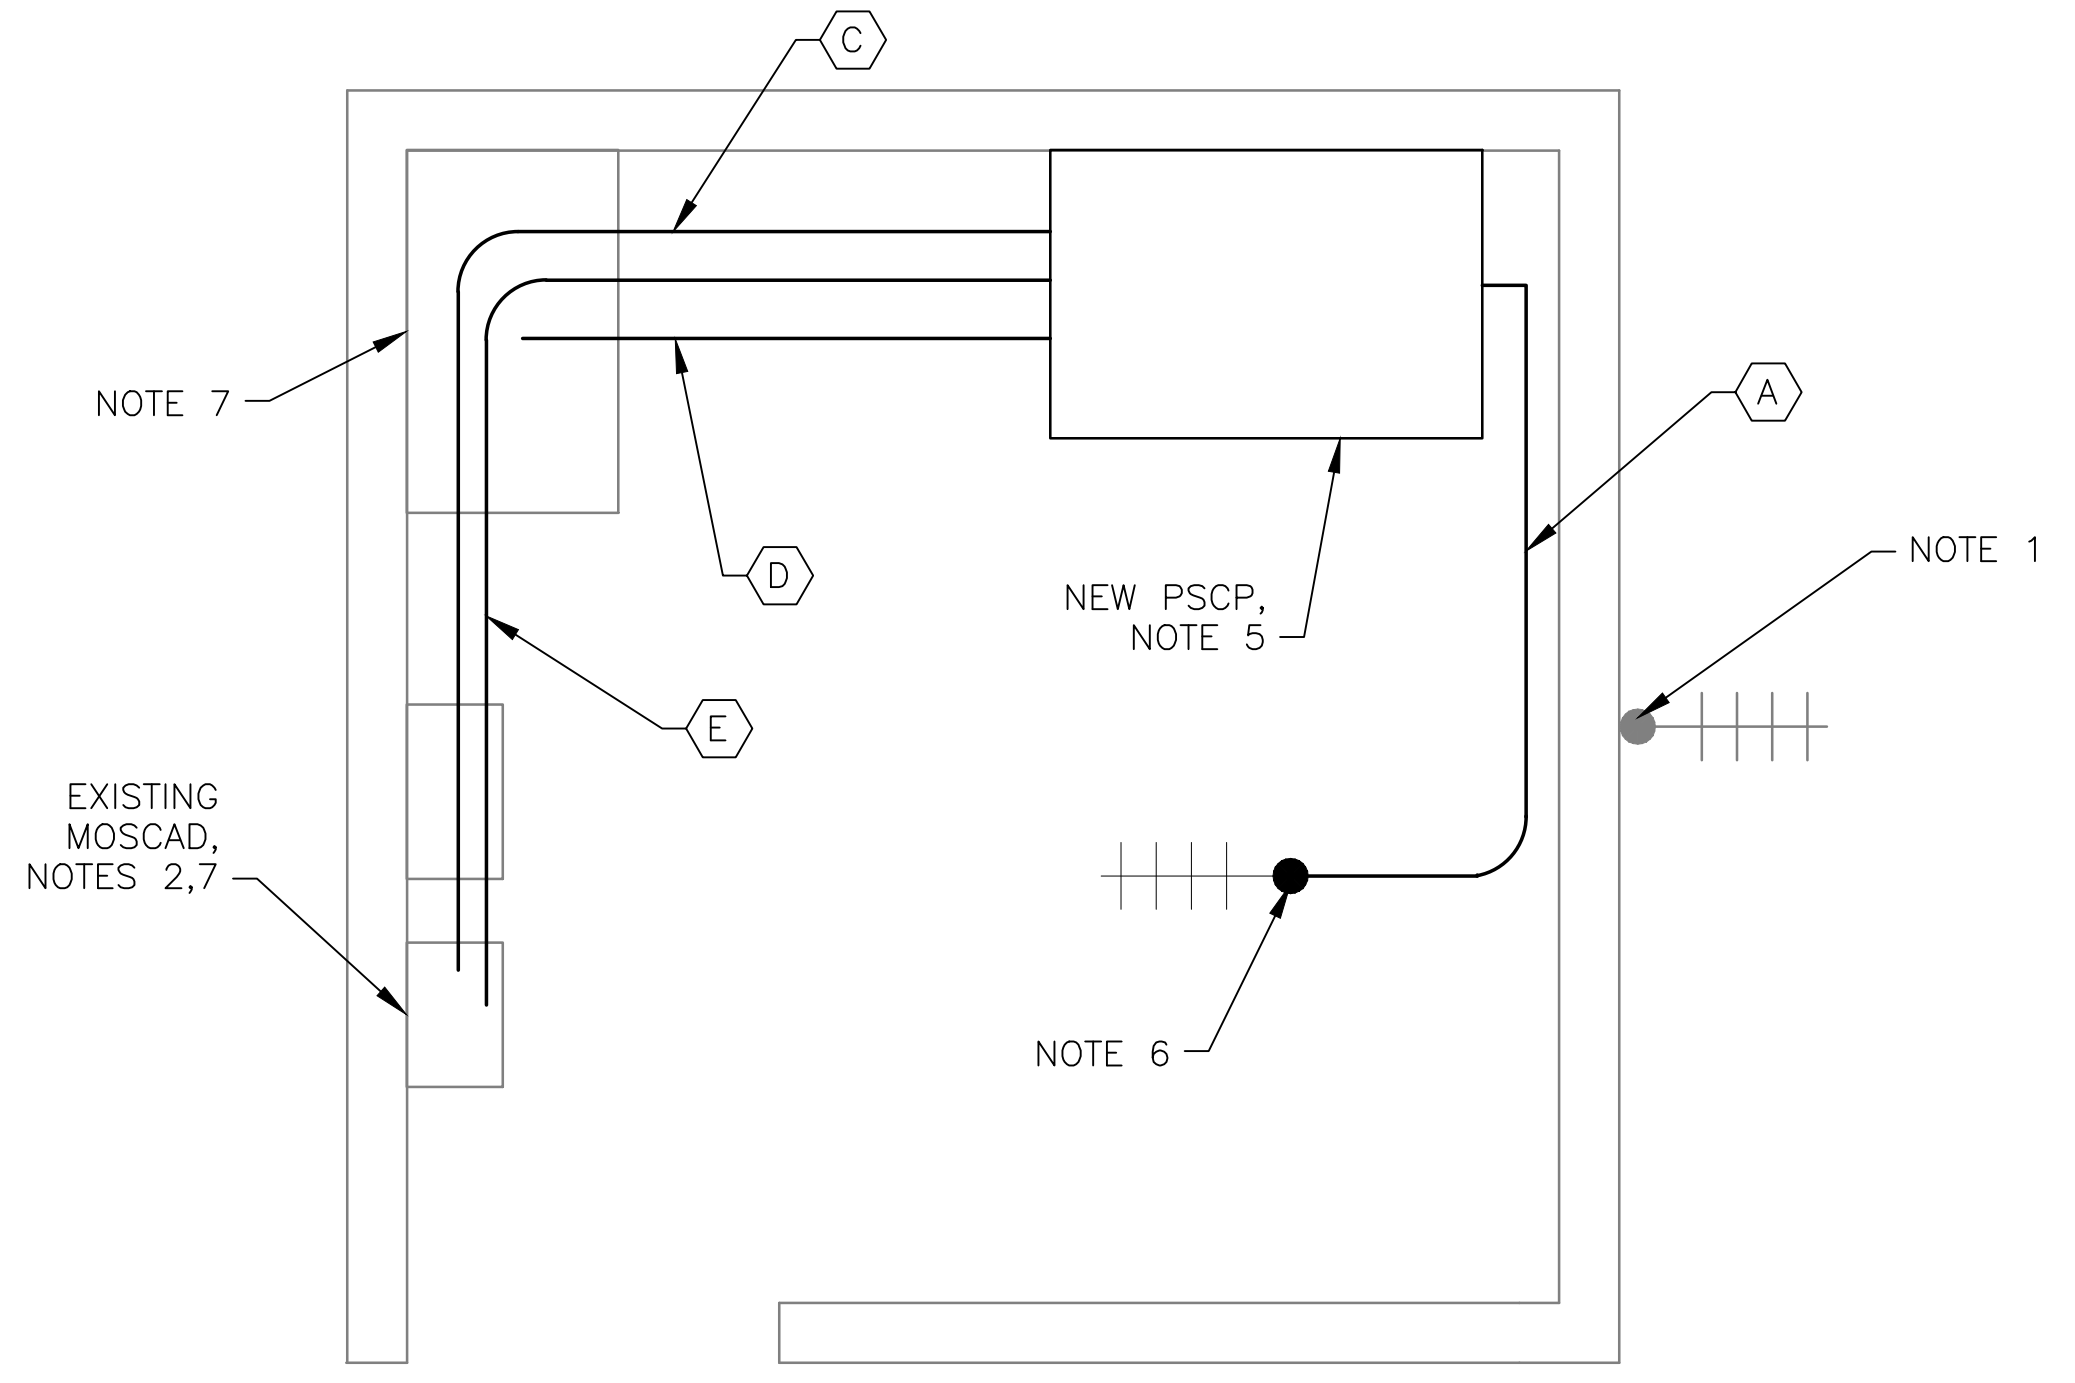 C
NOTE 7
A
NOTE 1
D
NEW PSCP,
NOTE 5
E
EXISTING
MOSCAD,
NOTES 2,7
NOTE 6